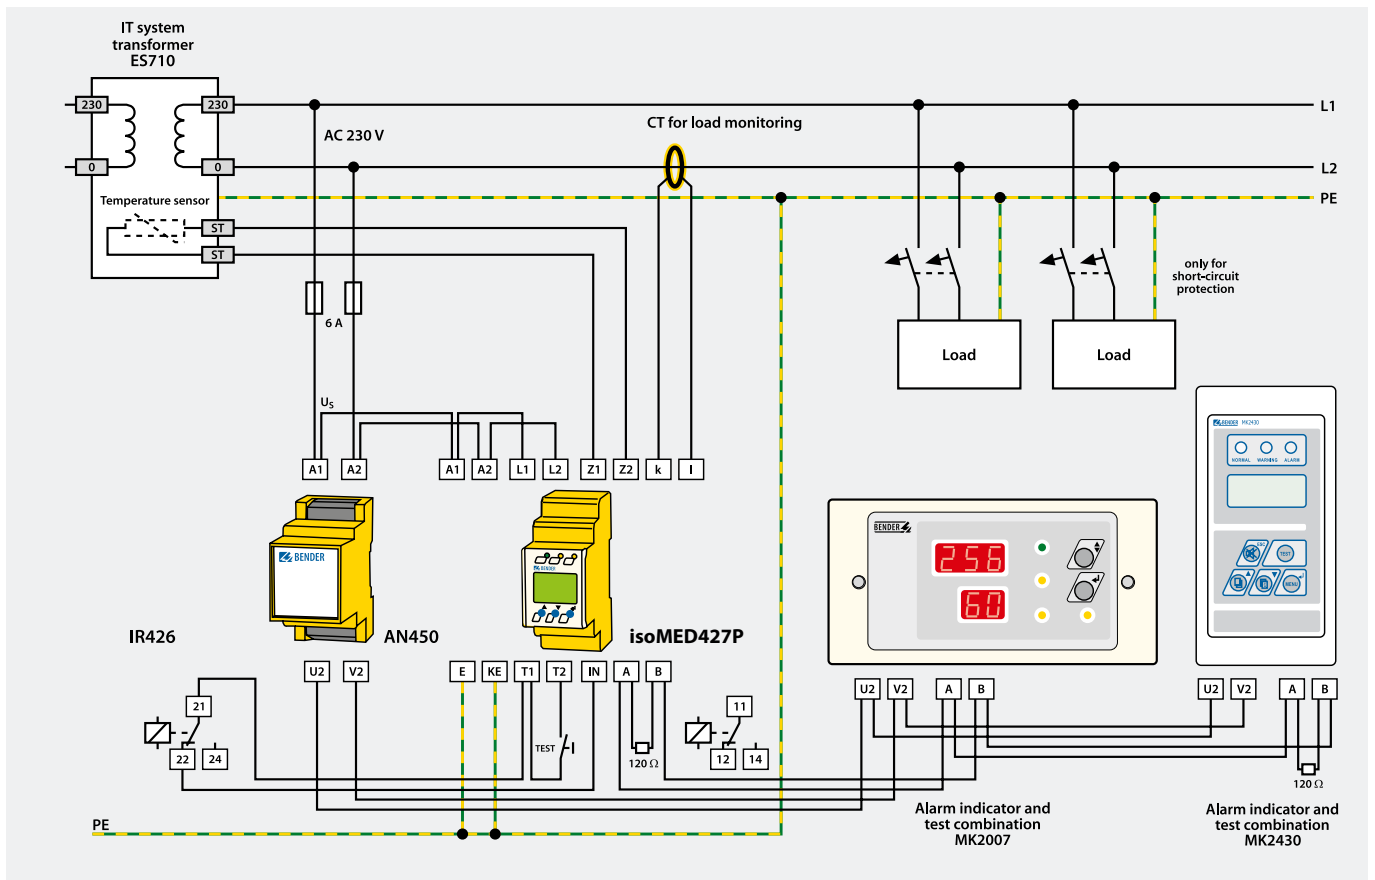 IT system
transformer
ES710
230
230
L1
AC 230 V
CT for load monitoring
0
0
L2
Temperature sensor
PE
ST
ST
only for
short-circuit
protection
6 A
Load
Load
US
BENDER MK2430
NORMAL WARNING ALARM
A1
A2
A1
A2
L1
L2
Z1
Z2
k
l
BENDER
256
60
ESC
TEST
MENU
BENDER
BENDER
IR426
AN450
isoMED427P
U2
V2
E
KE
T1
T2
IN
A
B
U2
V2
A
B
U2
V2
A
B
21
11
TEST
22
24
12
14
120 Ω
120 Ω
Alarm indicator and
test combination
MK2007
Alarm indicator and
test combination
MK2430
PE